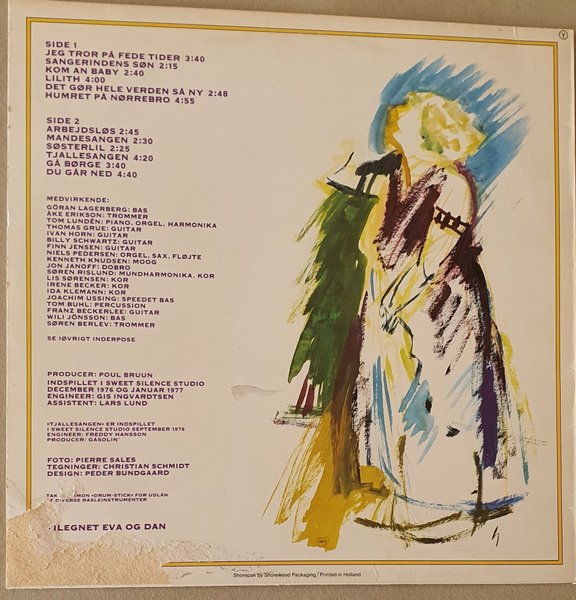 Y
SIDE 1
JEG TROR PÅ FEDE TIDER 3:40
SANGERINDENS SØN 2:15
KOM AN BABY 2:40
LILITH 4:00
DET GØR HELE VERDEN SÅ NY 2:48
HUMRET PÅ NØRREBRO 4:55
SIDE 2
ARBEJDSLØS 2:45
MANDESANGEN 2:30
SØSTERLIL 2:25
TJALLESANGEN 4:20
GÅ BØRGE 3:40
DU GÅR NED 4:40
MEDVIRKENDE:
GÖRAN LAGERBERG: BAS
ÅKE ERIKSON: TROMMER
TOM LUNDÉN: PIANO, ORGEL, HARMONIKA
THOMAS GRUE: GUITAR
IVAN HORN: GUITAR
BILLY SCHWARTZ: GUITAR
FINN JENSEN: GUITAR
NIELS PEDERSEN: ORGEL, SAX, FLØJTE
KENNETH KNUDSEN: MOOG
JON JANOFF: DOBRO
SØREN RISLUND: MUNDHARMONIKA, KOR
LIS SØRENSEN: KOR
IRENE BECKER: KOR
IDA KLEMANN: KOR
JOACHIM USSING: SPEEDET BAS
TOM BUHL: PERCUSSION
FRANZ BECKERLEE: GUITAR
WILI JÖNSSON: BAS
SØREN BERLEV: TROMMER
SE IØVRIGT INDERPOSE
PRODUCER: POUL BRUUN
INDSPILLET I SWEET SILENCE STUDIO
DECEMBER 1976 OG JANUAR 1977
ENGINEER: GIS INGVARDTSEN
ASSISTENT: LARS LUND
»TJALLESANGEN« ER INDSPILLET
I SWEET SILENCE STUDIO SEPTEMBER 1976
ENGINEER: FREDDY HANSSON
PRODUCER: GASOLIN'
FOTO: PIERRE SALES
TEGNINGER: CHRISTIAN SCHMIDT
DESIGN: PEDER BUNDGAARD
TAK MON »DRUM-STICK« FOR UDLÅN
DIVERSE RASLEINSTRUMENTER
ILEGNET EVA OG DAN
Shorepak by Shorewood Packaging / Printed in Holland